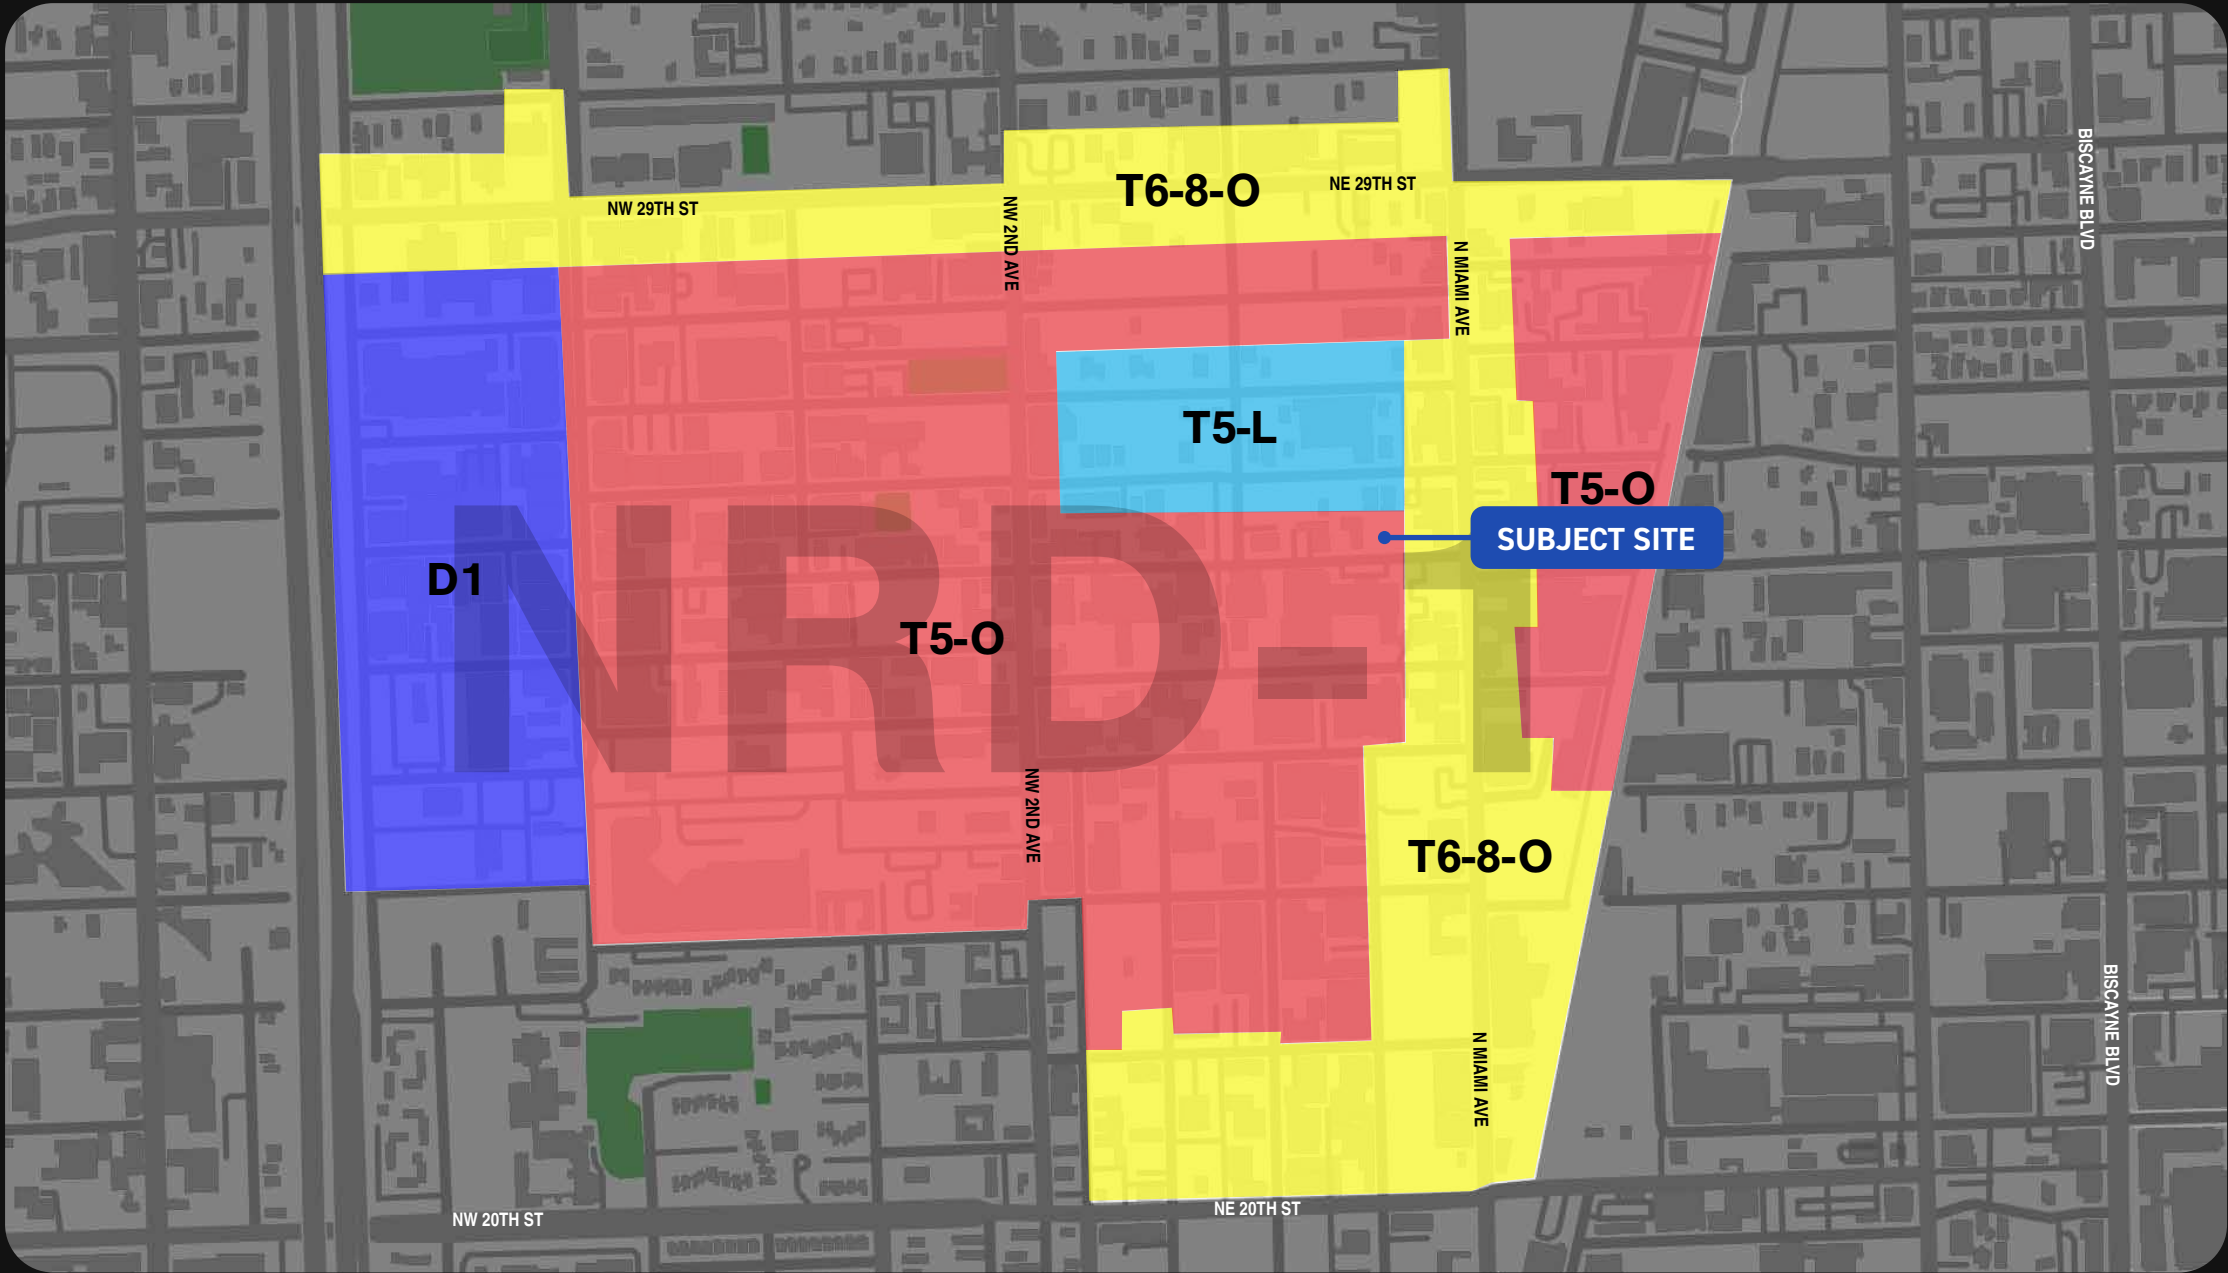 BISCAYNE BLVD
T6-8-O
NE 29TH ST
NW 29TH ST
NW 2ND AVE
N MIAMI AVE
T5-L
T5-O
SUBJECT SITE
D1
T5-O
NRD-1
NW 2ND AVE
T6-8-O
BISCAYNE BLVD
N MIAMI AVE
NE 20TH ST
NW 20TH ST